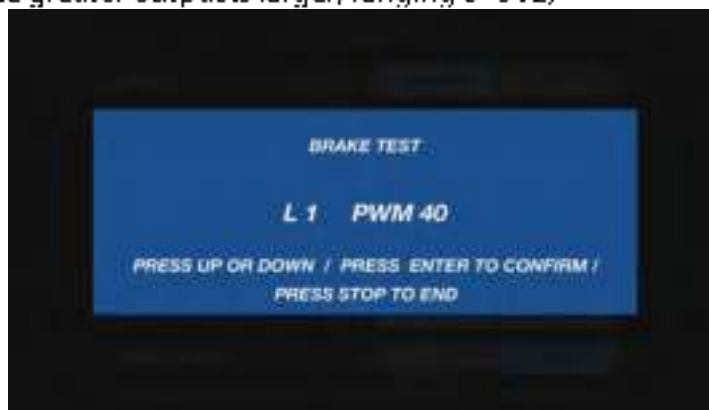 BRAKE TEST
L 1 PWM 40
PRESS UP OR DOWN / PRESS ENTER TO CONFIRM /
PRESS STOP TO END